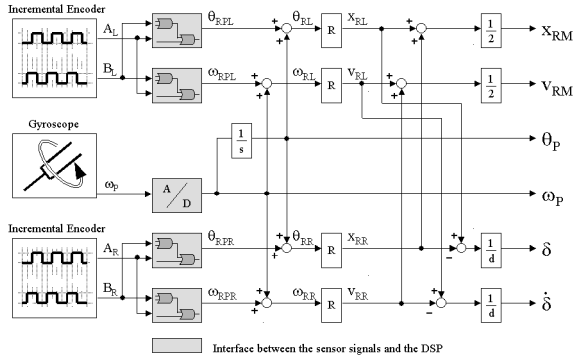 Incremental Encoder
A_L θ_RPL + + θ_RL R X_RL + + 1/2 X_RM
B_L ω_RPL + + ω_RL R V_RL + + 1/2 V_RM
Gyroscope
1/s θ_P
ω_P A/D ω_P
Incremental Encoder
A_R θ_RPR + + θ_RR R X_RR + − 1/d δ
B_R ω_RPR + + ω_RR R V_RR + − 1/d δ̇
Interface between the sensor signals and the DSP